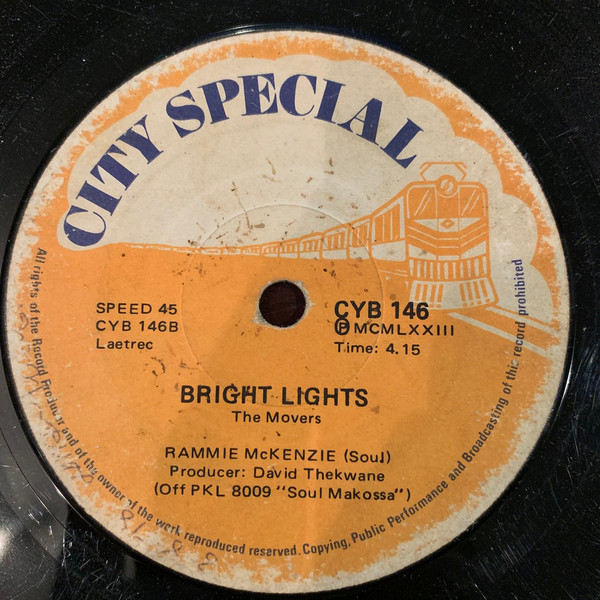 CITY SPECIAL
SPEED 45
CYB 146B
Laetrec
CYB 146
Ⓟ MCMLXXIII
Time: 4.15
BRIGHT LIGHTS
The Movers
RAMMIE McKENZIE (Soul)
Producer: David Thekwane
(Off PKL 8009 "Soul Makossa")
All rights of the Record Producer and of the owner of the work reproduced reserved. Copying, Public Performance and Broadcasting of this record prohibited